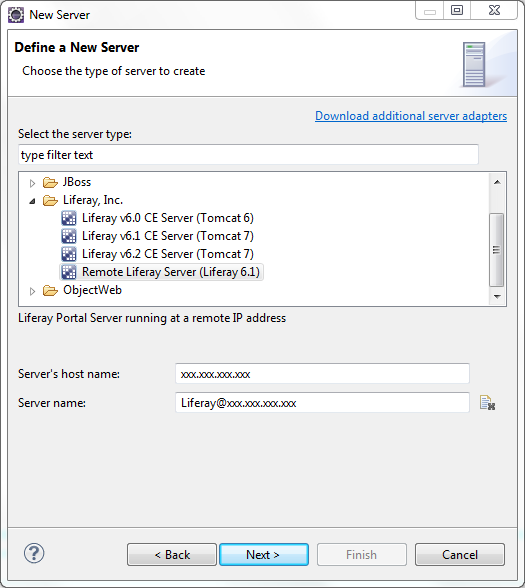 New Server
Define a New Server
Choose the type of server to create
Download additional server adapters
Select the server type:
type filter text
JBoss
Liferay, Inc.
Liferay v6.0 CE Server (Tomcat 6)
Liferay v6.1 CE Server (Tomcat 7)
Liferay v6.2 CE Server (Tomcat 7)
Remote Liferay Server (Liferay 6.1)
ObjectWeb
Liferay Portal Server running at a remote IP address
Server's host name: xxx.xxx.xxx.xxx
Server name: Liferay@xxx.xxx.xxx.xxx
? < Back Next > Finish Cancel